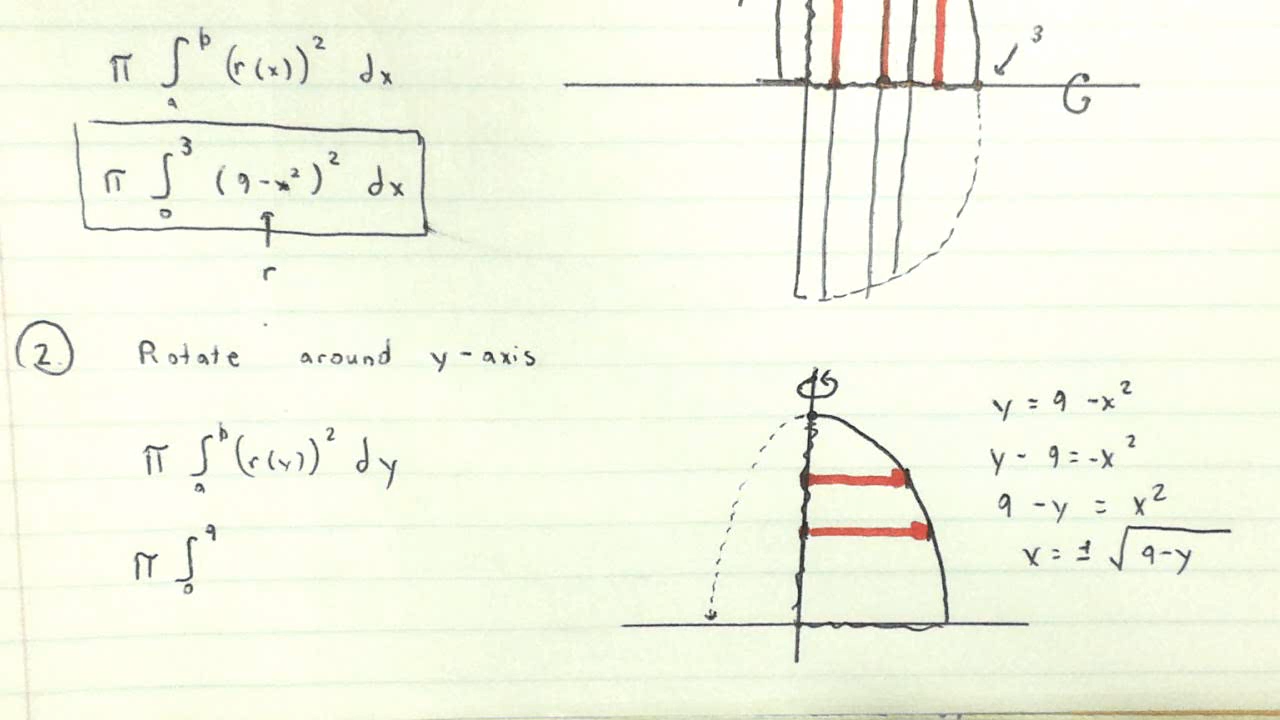 π ∫ₐᵇ (r(x))² dx
3
π ∫₀³ (9-x²)² dx
r
2. Rotate around y-axis
y = 9 - x²
π ∫ₐᵇ (r(y))² dy
y - 9 = -x²
9 - y = x²
π ∫₀⁹
x = ± √(9-y)